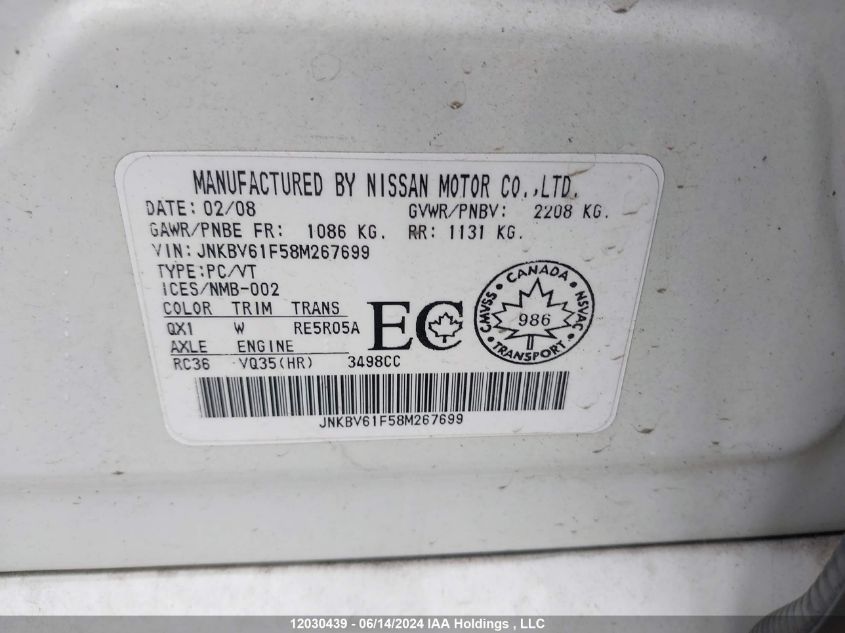 MANUFACTURED BY NISSAN MOTOR CO.,LTD.
DATE: 02/08 GVWR/PNBV: 2208 KG.
GAWR/PNBE FR: 1086 KG. RR: 1131 KG.
VIN: JNKBV61F58M267699
TYPE:PC/VT
ICES/NMB-002
COLOR TRIM TRANS
QX1 W RE5R05A
AXLE ENGINE
RC36 VQ35(HR) 3498CC
EC
CANADA
CMVSS NSVAC
986
TRANSPORT
JNKBV61F58M267699
12030439 - 06/14/2024 IAA Holdings , LLC